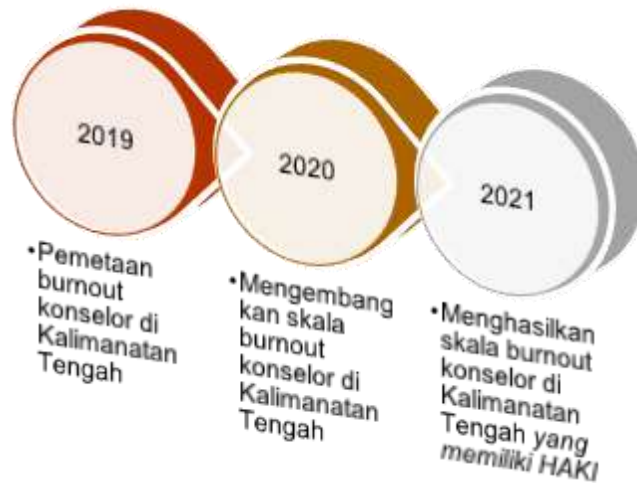 2019
•Pemetaan
burnout
konselor di
Kalimanatan
Tengah
2020
•Mengembang
kan skala
burnout
konselor di
Kalimanatan
Tengah
2021
•Menghasilkan
skala burnout
konselor di
Kalimanatan
Tengah yang
memiliki HAKI